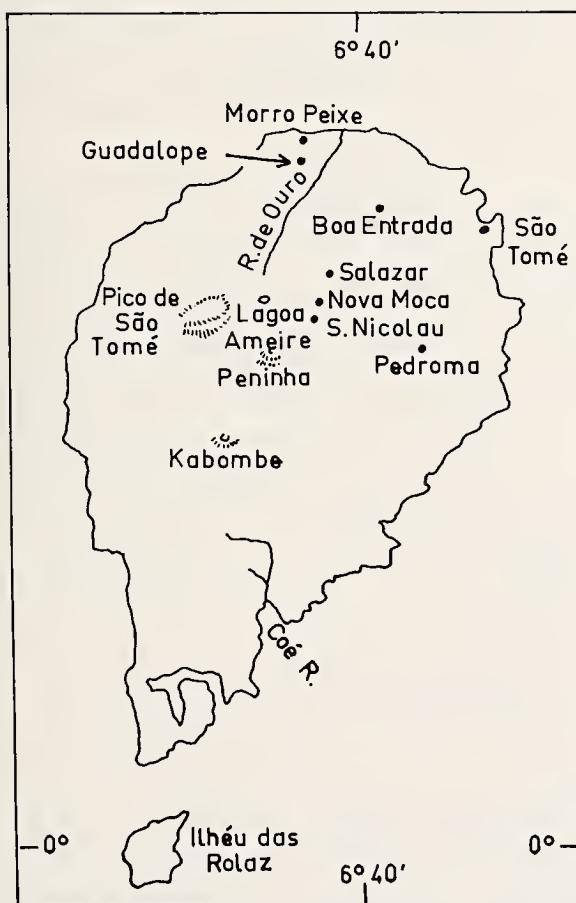 6° 40'
Morro Peixe
Guadalope
R. de Ouro
Boa Entrada
São
Tomé
Salazar
Pico de
São
Tomé
Lagoa
Ameire
Nova Moca
S. Nicolau
Peninha
Pedroma
Kabombe
Coé R.
0°
Ilhéu das
Rolaz
0°
6° 40'